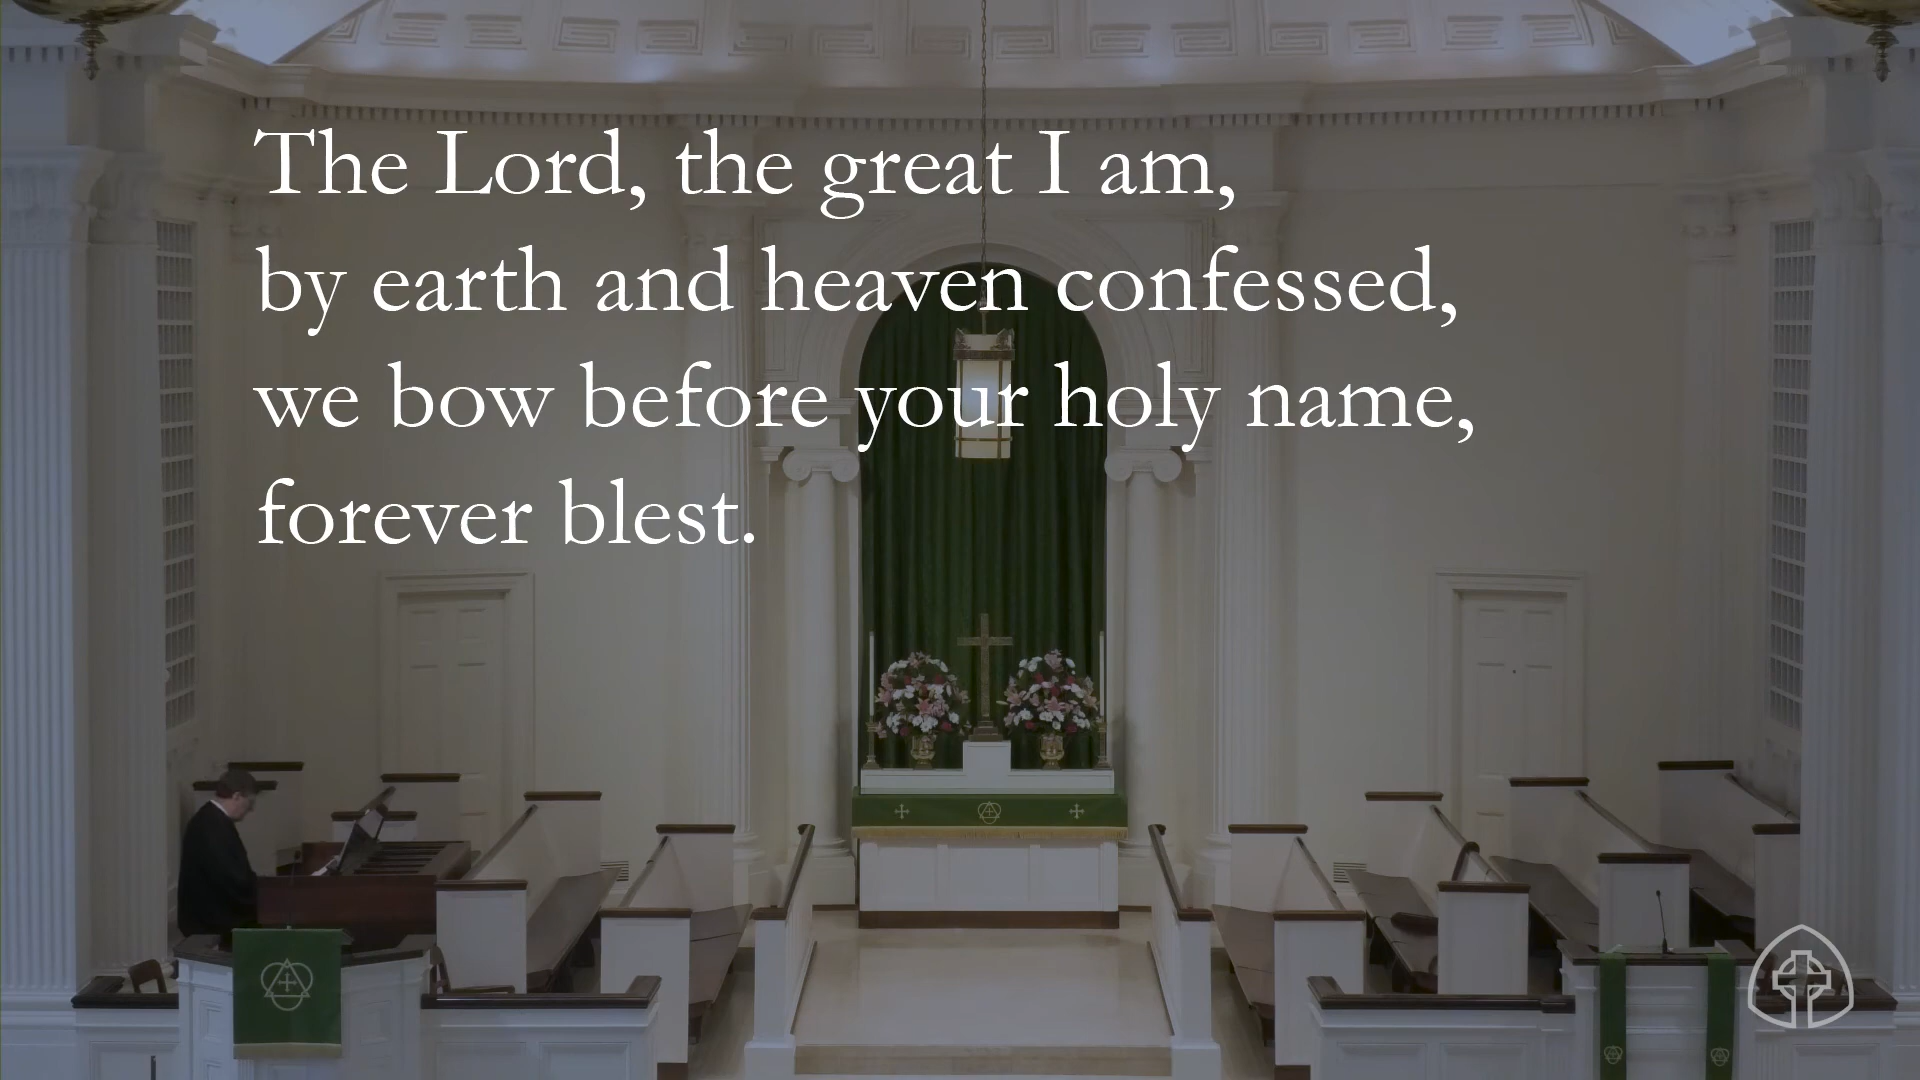 The Lord, the great I am,
by earth and heaven confessed,
we bow before your holy name,
forever blest.